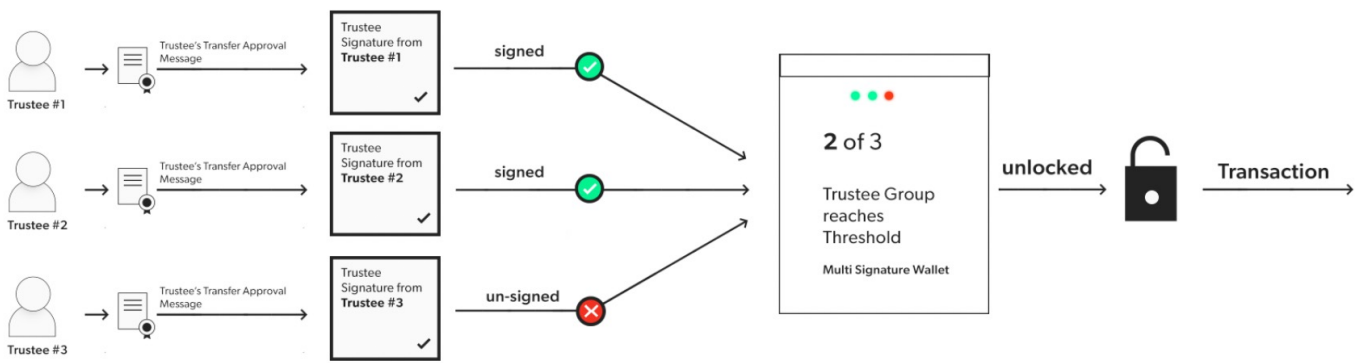 Trustee #1
Trustee's Transfer Approval
Message
Trustee
Signature from
Trustee #1
signed
Trustee #2
Trustee's Transfer Approval
Message
Trustee
Signature from
Trustee #2
signed
Trustee #3
Trustee's Transfer Approval
Message
Trustee
Signature from
Trustee #3
un-signed
2 of 3
Trustee Group
reaches
Threshold
Multi Signature Wallet
unlocked
Transaction